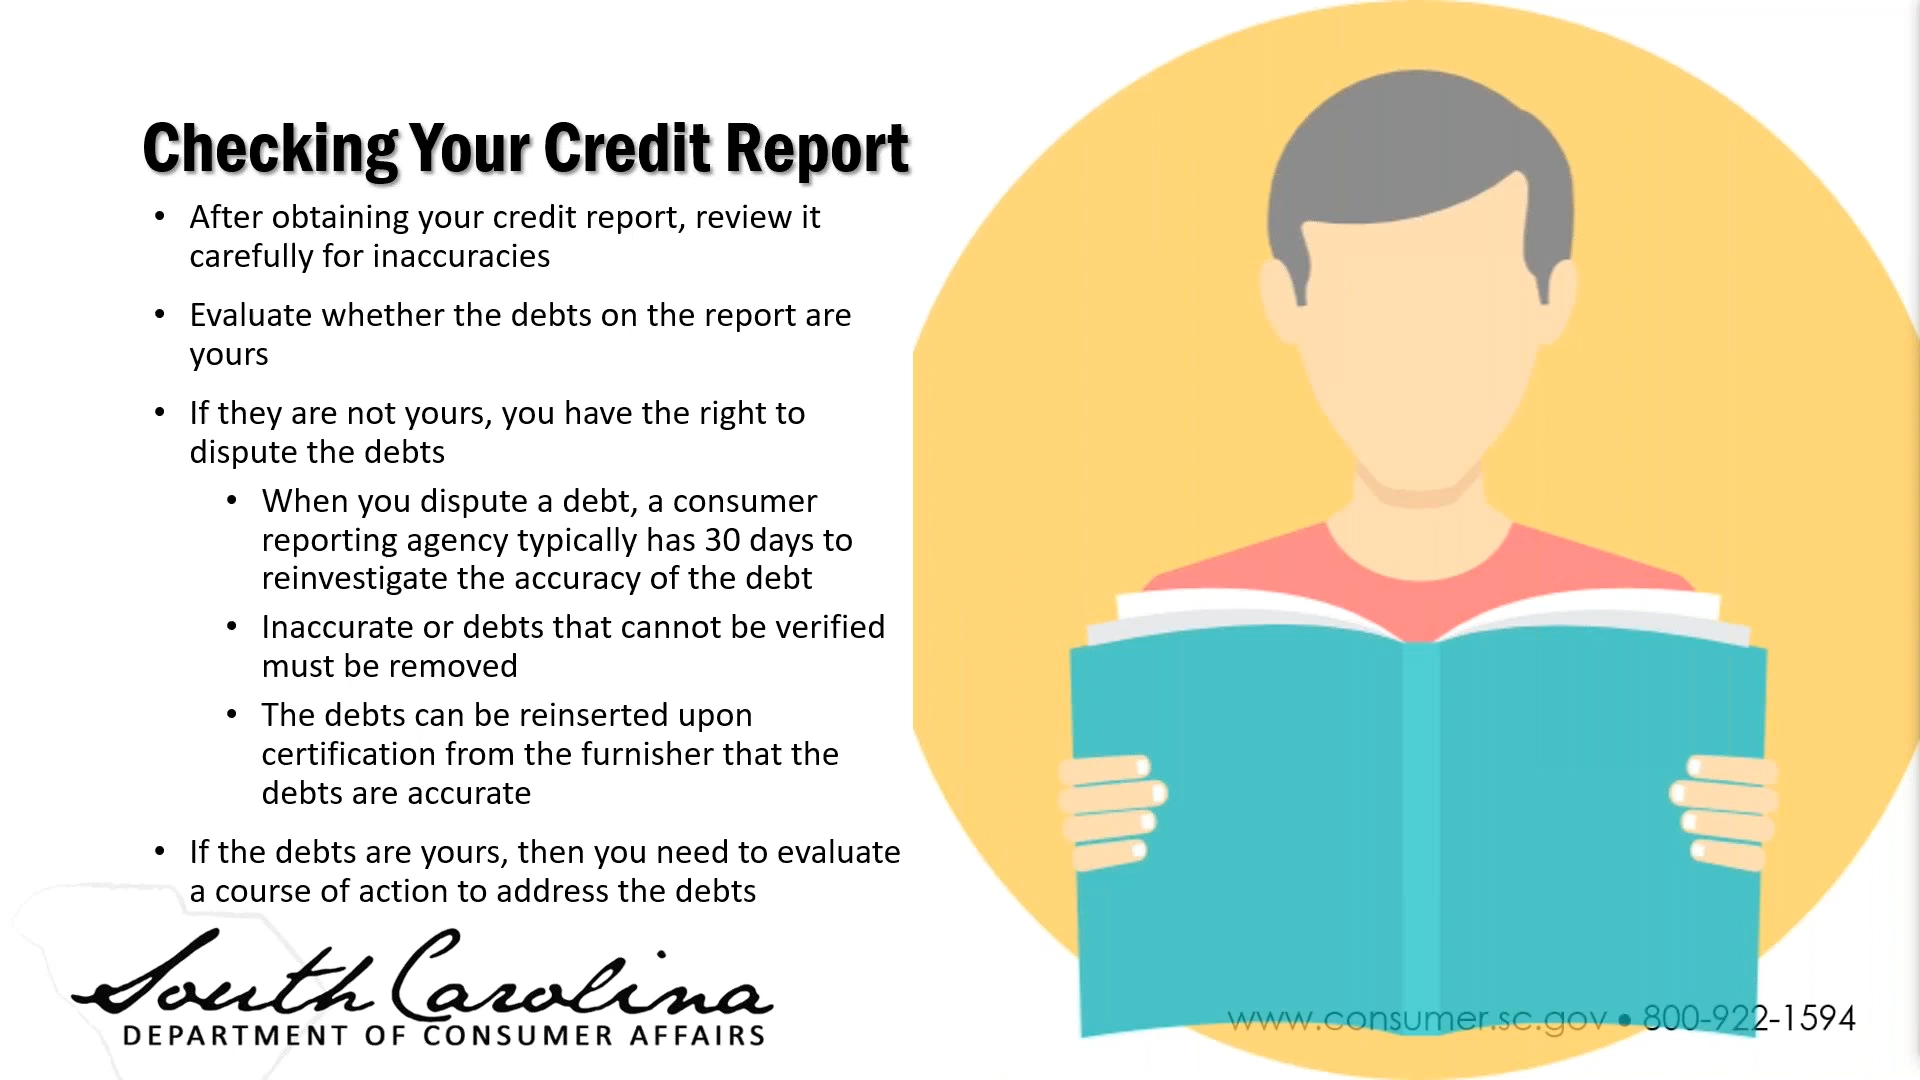 Checking Your Credit Report
• After obtaining your credit report, review it
carefully for inaccuracies
• Evaluate whether the debts on the report are
yours
• If they are not yours, you have the right to
dispute the debts
• When you dispute a debt, a consumer
reporting agency typically has 30 days to
reinvestigate the accuracy of the debt
• Inaccurate or debts that cannot be verified
must be removed
• The debts can be reinserted upon
certification from the furnisher that the
debts are accurate
• If the debts are yours, then you need to evaluate
a course of action to address the debts
South Carolina
DEPARTMENT OF CONSUMER AFFAIRS
www.consumer.sc.gov • 800-922-1594